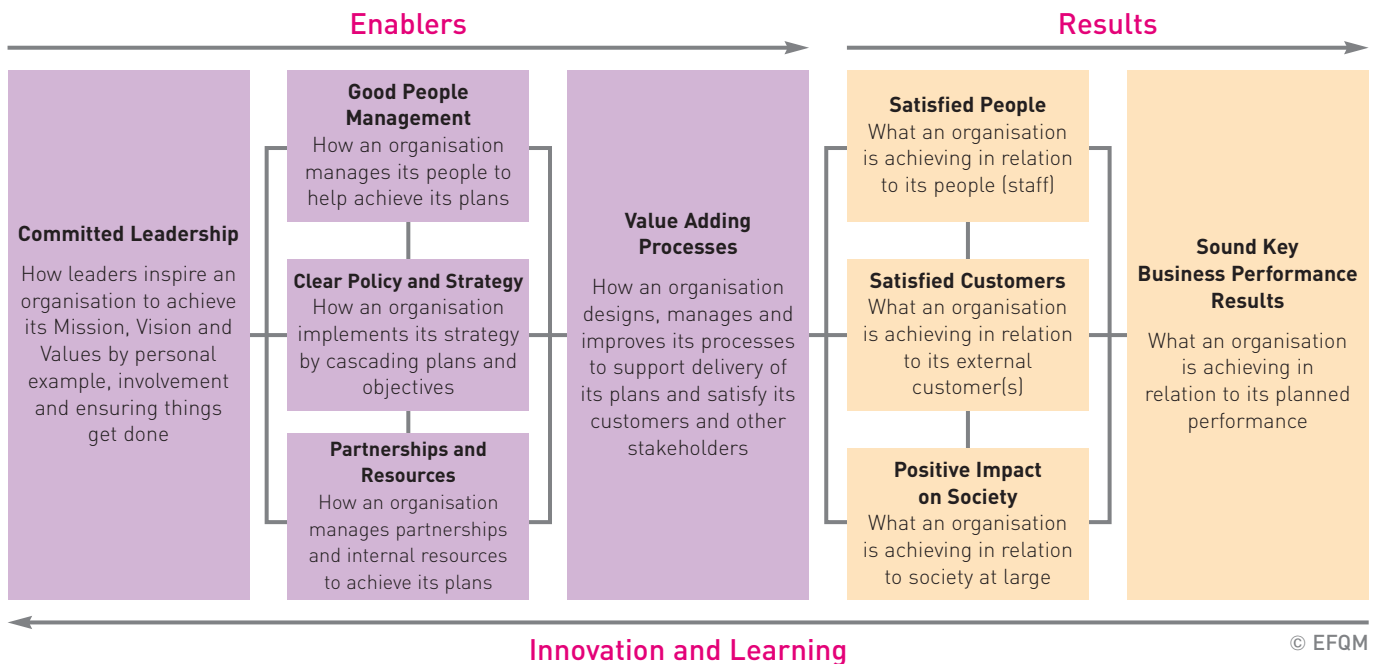 Enablers
Results
Committed Leadership
How leaders inspire an
organisation to achieve
its Mission, Vision and
Values by personal
example, involvement
and ensuring things
get done
Good People
Management
How an organisation
manages its people to
help achieve its plans
Clear Policy and Strategy
How an organisation
implements its strategy
by cascading plans and
objectives
Partnerships and
Resources
How an organisation
manages partnerships
and internal resources
to achieve its plans
Value Adding
Processes
How an organisation
designs, manages and
improves its processes
to support delivery of
its plans and satisfy its
customers and other
stakeholders
Satisfied People
What an organisation
is achieving in relation
to its people (staff)
Satisfied Customers
What an organisation
is achieving in relation
to its external
customer(s)
Positive Impact
on Society
What an organisation
is achieving in relation
to society at large
Sound Key
Business Performance
Results
What an organisation
is achieving in
relation to its planned
performance
Innovation and Learning
© EFQM